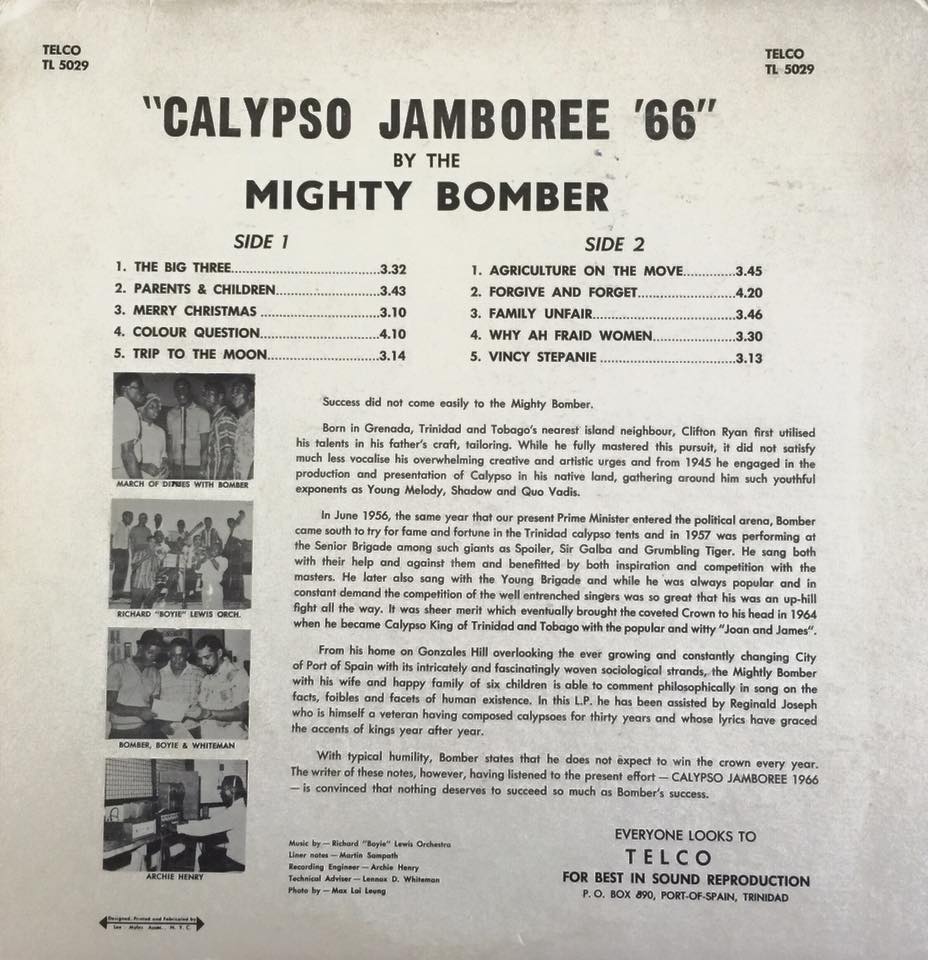 TELCO
TL 5029
TELCO
TL 5029
"CALYPSO JAMBOREE '66"
BY THE
MIGHTY BOMBER
SIDE 1
1. THE BIG THREE.................................3.32
2. PARENTS & CHILDREN.......................3.43
3. MERRY CHRISTMAS ...........................3.10
4. COLOUR QUESTION...........................4.10
5. TRIP TO THE MOON.........................3.14
SIDE 2
1. AGRICULTURE ON THE MOVE............3.45
2. FORGIVE AND FORGET......................4.20
3. FAMILY UNFAIR................................3.46
4. WHY AH FRAID WOMEN...................3.30
5. VINCY STEPANIE ..............................3.13
MARCH OF DITTIES WITH BOMBER
RICHARD "BOYIE" LEWIS ORCH.
BOMBER, BOYIE & WHITEMAN
ARCHIE HENRY
Success did not come easily to the Mighty Bomber.
Born in Grenada, Trinidad and Tobago's nearest island neighbour, Clifton Ryan first utilised
his talents in his father's craft, tailoring. While he fully mastered this pursuit, it did not satisfy
much less vocalise his overwhelming creative and artistic urges and from 1945 he engaged in the
production and presentation of Calypso in his native land, gathering around him such youthful
exponents as Young Melody, Shadow and Quo Vadis.
In June 1956, the same year that our present Prime Minister entered the political arena, Bomber
came south to try for fame and fortune in the Trinidad calypso tents and in 1957 was performing at
the Senior Brigade among such giants as Spoiler, Sir Galba and Grumbling Tiger. He sang both
with their help and against them and benefitted by both inspiration and competition with the
masters. He later also sang with the Young Brigade and while he was always popular and in
constant demand the competition of the well entrenched singers was so great that his was an up-hill
fight all the way. It was sheer merit which eventually brought the coveted Crown to his head in 1964
when he became Calypso King of Trinidad and Tobago with the popular and witty "Joan and James".
From his home on Gonzales Hill overlooking the ever growing and constantly changing City
of Port of Spain with its intricately and fascinatingly woven sociological strands, the Mightly Bomber
with his wife and happy family of six children is able to comment philosophically in song on the
facts, foibles and facets of human existence. In this L.P. he has been assisted by Reginald Joseph
who is himself a veteran having composed calypsoes for thirty years and whose lyrics have graced
the accents of kings year after year.
With typical humility, Bomber states that he does not expect to win the crown every year.
The writer of these notes, however, having listened to the present effort — CALYPSO JAMBOREE 1966
— is convinced that nothing deserves to succeed so much as Bomber's success.
Music by — Richard "Boyie" Lewis Orchestra
Liner notes — Martin Sampath
Recording Engineer — Archie Henry
Technical Adviser — Lennox D. Whiteman
Photo by — Max Lai Leung
EVERYONE LOOKS TO
TELCO
FOR BEST IN SOUND REPRODUCTION
P. O. BOX 890, PORT-OF-SPAIN, TRINIDAD
Designed, Printed and Fabricated by
Lee - Myles Assoc., N. Y. C.